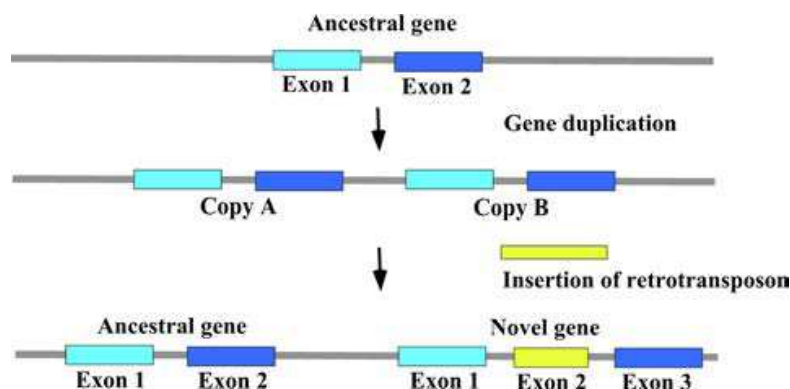 Ancestral gene
Exon 1 Exon 2
Gene duplication
Copy A Copy B
Insertion of retrotransposon
Ancestral gene Novel gene
Exon 1 Exon 2 Exon 1 Exon 2 Exon 3